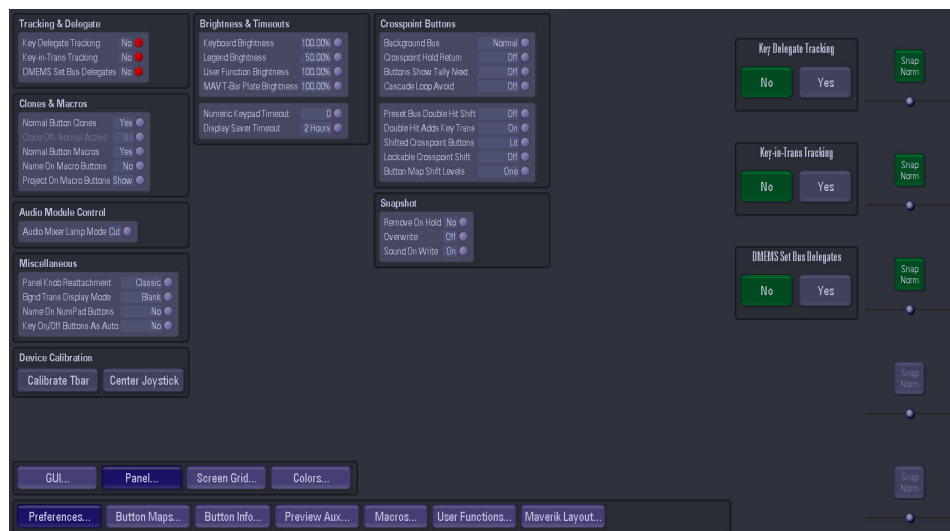 Tracking & Delegate
Key Delegate Tracking No
Key-in-Trans Tracking No
DMEMS Set Bus Delegates No
Clones & Macros
Normal Button Clones Yes
Clone Off- Normal Active No
Normal Button Macros Yes
Name On Macro Buttons No
Project On Macro Buttons Show
Audio Module Control
Audio Mixer Lamp Mode Cut
Miscellaneous
Panel Knob Reattachment Classic
Bgnd Trans Display Mode Blank
Name On NumPad Buttons No
Key On/Off Buttons As Auto No
Device Calibration
Calibrate Tbar Center Joystick
Brightness & Timeouts
Keyboard Brightness 100.00%
Legend Brightness 50.00%
User Function Brightness 100.00%
MAV T-Bar Plate Brightness 100.00%
Numeric Keypad Timeout 0
Display Saver Timeout 2 Hours
Crosspoint Buttons
Background Bus Normal
Crosspoint Hold Return Off
Buttons Show Tally Next Off
Cascade Loop Avoid Off
Preset Bus Double Hit Shift Off
Double Hit Adds Key Trans On
Shifted Crosspoint Buttons Lit
Lockable Crosspoint Shift Off
Button Map Shift Levels One
Snapshot
Remove On Hold No
Overwrite Off
Sound On Write On
Key Delegate Tracking
No Yes
Snap
Norm
Key-in-Trans Tracking
No Yes
Snap
Norm
DMEMS Set Bus Delegates
No Yes
Snap
Norm
Snap
Norm
Snap
Norm
GUI... Panel... Screen Grid... Colors...
Preferences... Button Maps... Button Info... Preview Aux... Macros... User Functions... Maverik Layout...